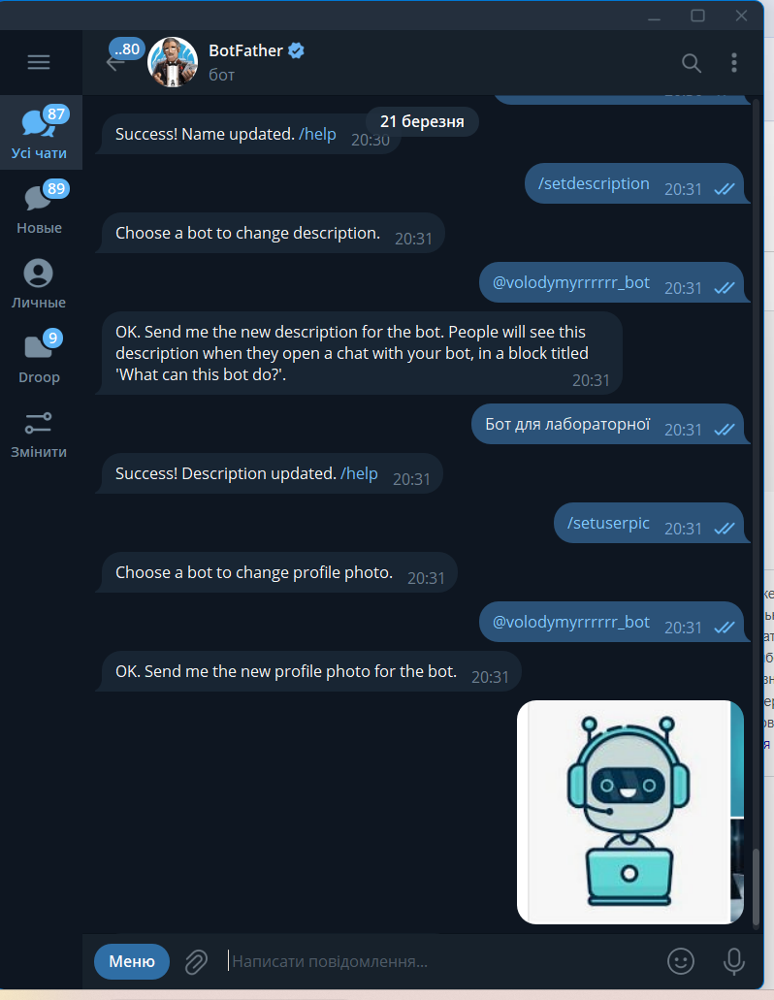 ..80
BotFather
бот
87
Усі чати
89
Новые
Личные
9
Droop
Змінити
21 березня
Success! Name updated. /help 20:30
/setdescription 20:31
Choose a bot to change description. 20:31
@volodymyrrrrrr_bot 20:31
OK. Send me the new description for the bot. People will see this
description when they open a chat with your bot, in a block titled
'What can this bot do?'. 20:31
Бот для лабораторної 20:31
Success! Description updated. /help 20:31
/setuserpic 20:31
Choose a bot to change profile photo. 20:31
@volodymyrrrrrr_bot 20:31
OK. Send me the new profile photo for the bot. 20:31
Меню
Написати повідомлення...